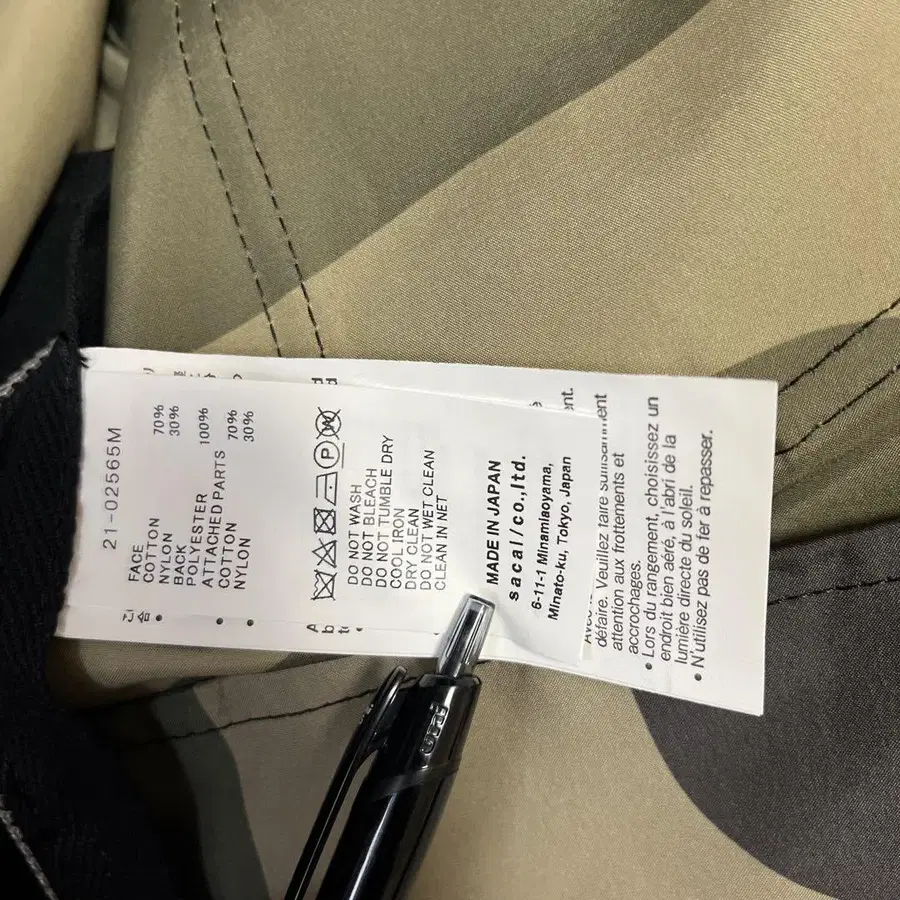 21-02565M
FACE
COTTON 70%
NYLON 30%
BACK
POLYESTER 100%
ATTACHED PARTS
COTTON 70%
NYLON 30%
P W
DO NOT WASH
DO NOT BLEACH
DO NOT TUMBLE DRY
COOL IRON
DRY CLEAN
DO NOT WET CLEAN
CLEAN IN NET
MADE IN JAPAN
sacai/co.,ltd.
6-11-1 Minamiaoyama,
Minato-ku, Tokyo, Japan
défaire. Veuillez faire suffisamment
attention aux frottements et
accrochages.
• Lors du rangement, choisissez un
endroit bien aéré, à l'abri de la
lumière directe du soleil.
• N'utilisez pas de fer à repasser.